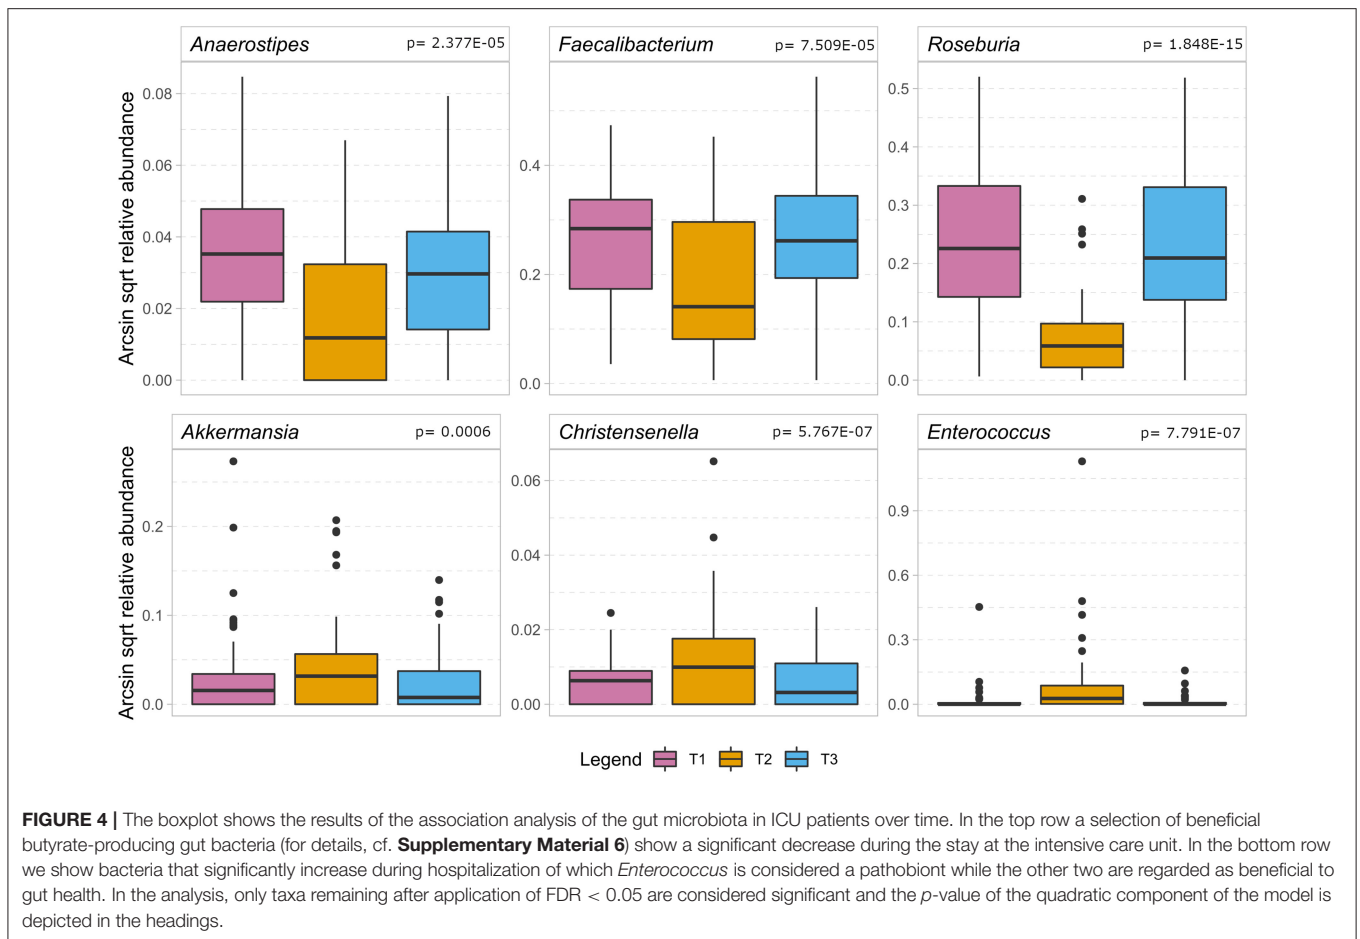 Anaerostipes p= 2.377E-05
Faecalibacterium p= 7.509E-05
Roseburia p= 1.848E-15
Arcsin sqrt relative abundance
0.08
0.06
0.04
0.02
0.00
0.4
0.2
0.0
0.5
0.4
0.3
0.2
0.1
0.0
Akkermansia p= 0.0006
Christensenella p= 5.767E-07
Enterococcus p= 7.791E-07
Arcsin sqrt relative abundance
0.2
0.1
0.0
0.06
0.04
0.02
0.00
0.9
0.6
0.3
0.0
Legend T1 T2 T3
FIGURE 4 | The boxplot shows the results of the association analysis of the gut microbiota in ICU patients over time. In the top row a selection of beneficial
butyrate-producing gut bacteria (for details, cf. Supplementary Material 6) show a significant decrease during the stay at the intensive care unit. In the bottom row
we show bacteria that significantly increase during hospitalization of which Enterococcus is considered a pathobiont while the other two are regarded as beneficial to
gut health. In the analysis, only taxa remaining after application of FDR < 0.05 are considered significant and the p-value of the quadratic component of the model is
depicted in the headings.